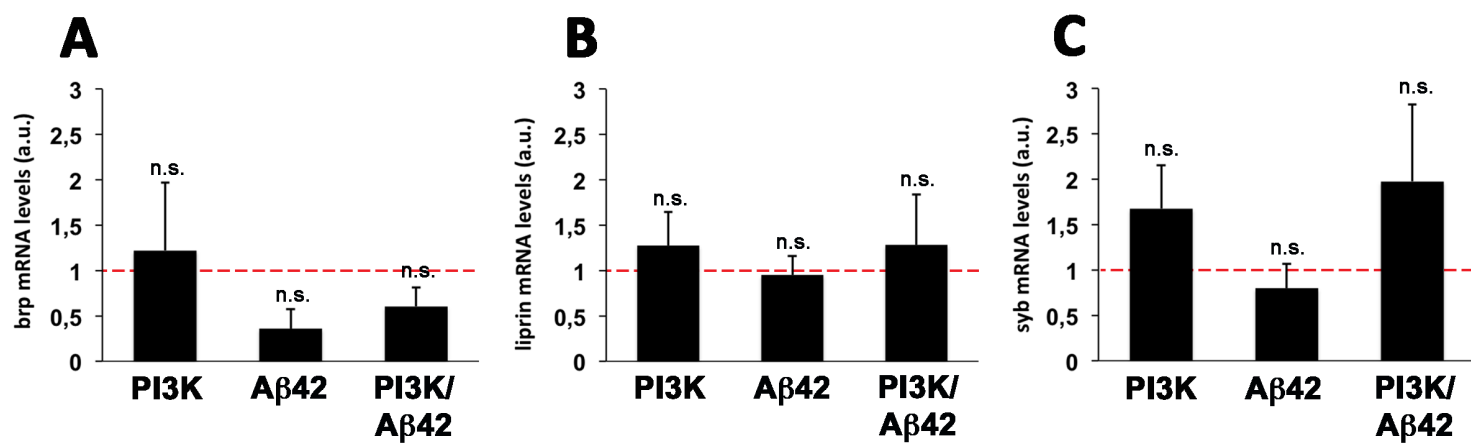 A
brp mRNA levels (a.u.)
3
2,5
2
1,5
1
0,5
0
n.s.
n.s.
n.s.
PI3K
Aβ42
PI3K/
Aβ42
B
liprin mRNA levels (a.u.)
3
2,5
2
1,5
1
0,5
0
n.s.
n.s.
n.s.
PI3K
Aβ42
PI3K/
Aβ42
C
syb mRNA levels (a.u.)
3
2,5
2
1,5
1
0,5
0
n.s.
n.s.
n.s.
PI3K
Aβ42
PI3K/
Aβ42